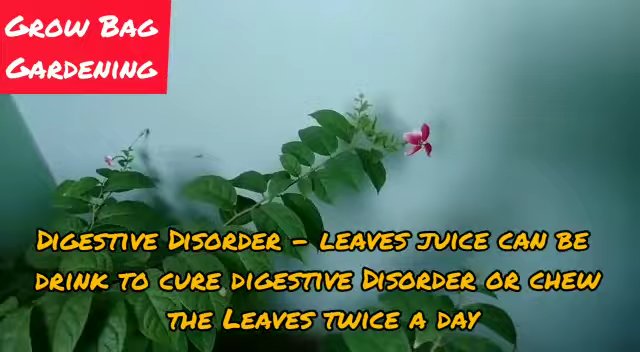 Grow Bag
Gardening
Digestive Disorder - leaves juice can be
drink to cure digestive Disorder or chew
the Leaves twice a day